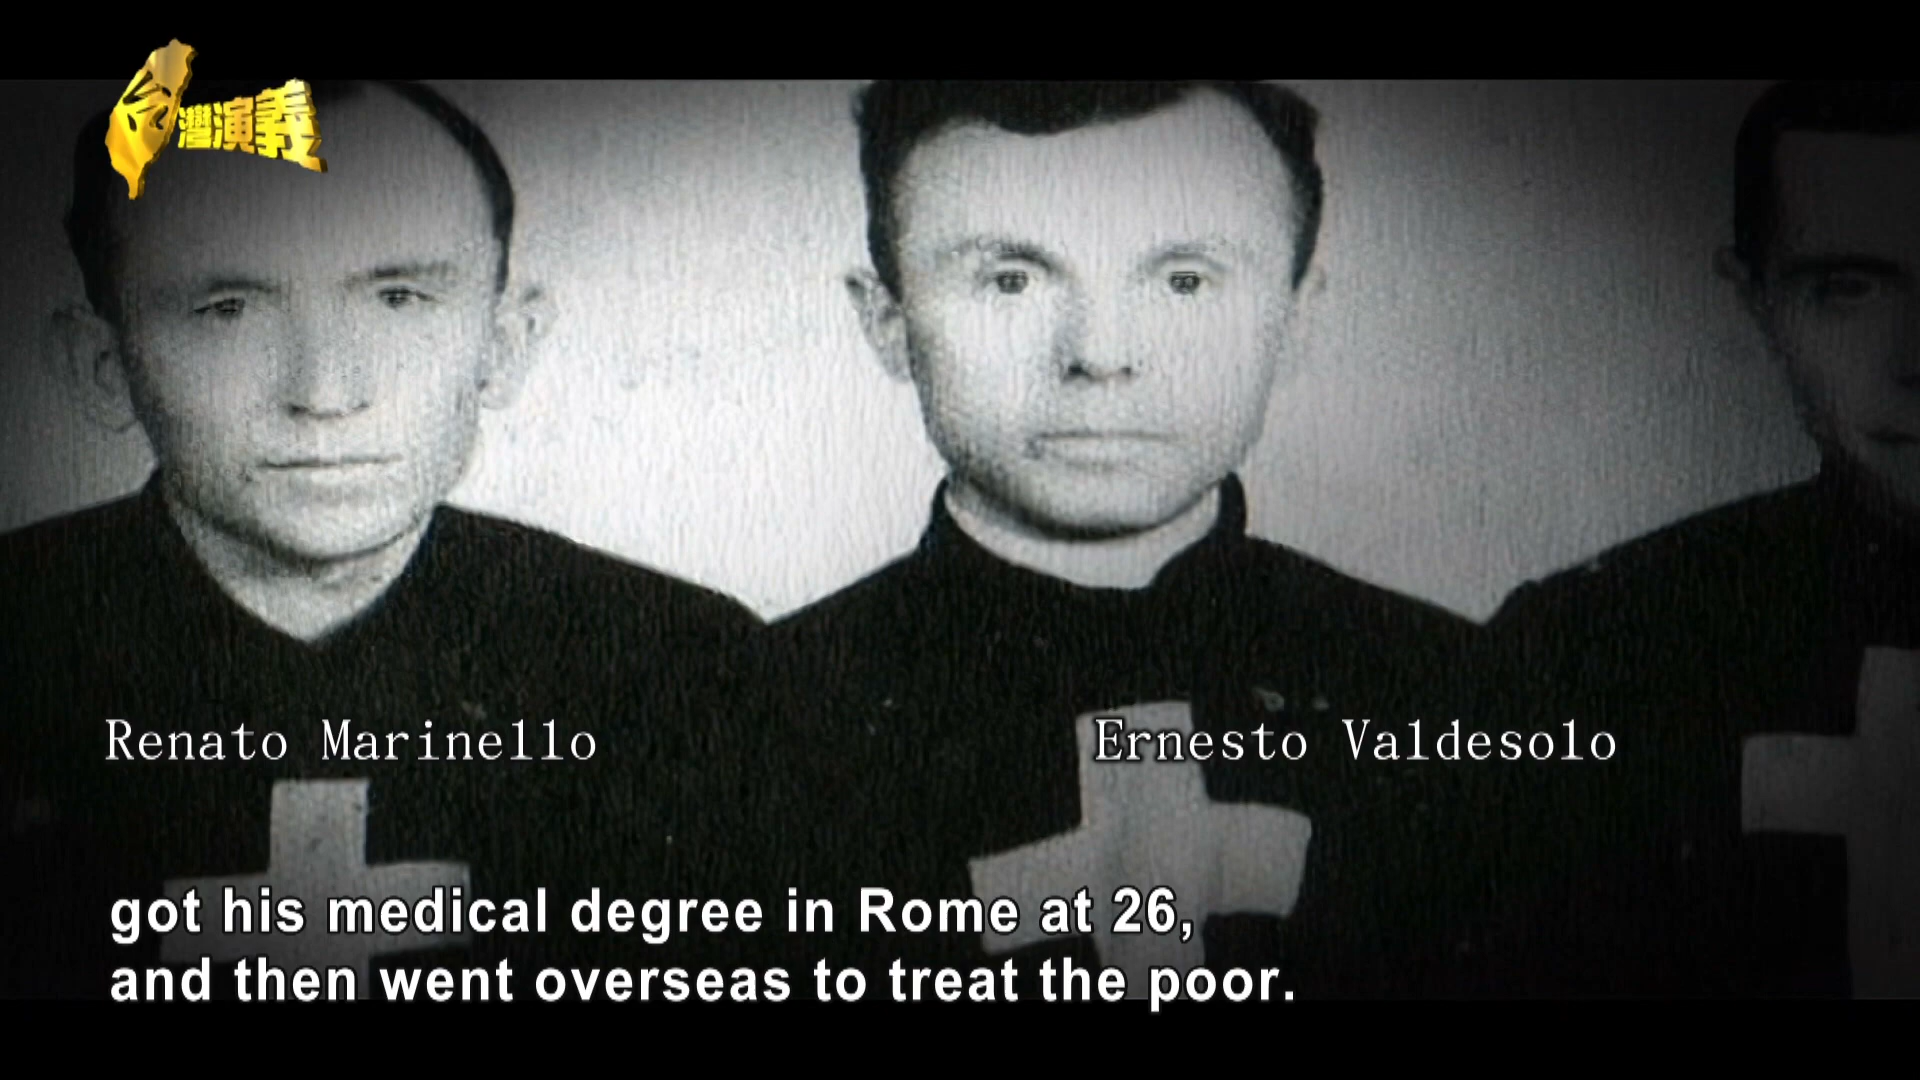 台灣演義
Renato Marinello
Ernesto Valdesolo
got his medical degree in Rome at 26,
and then went overseas to treat the poor.